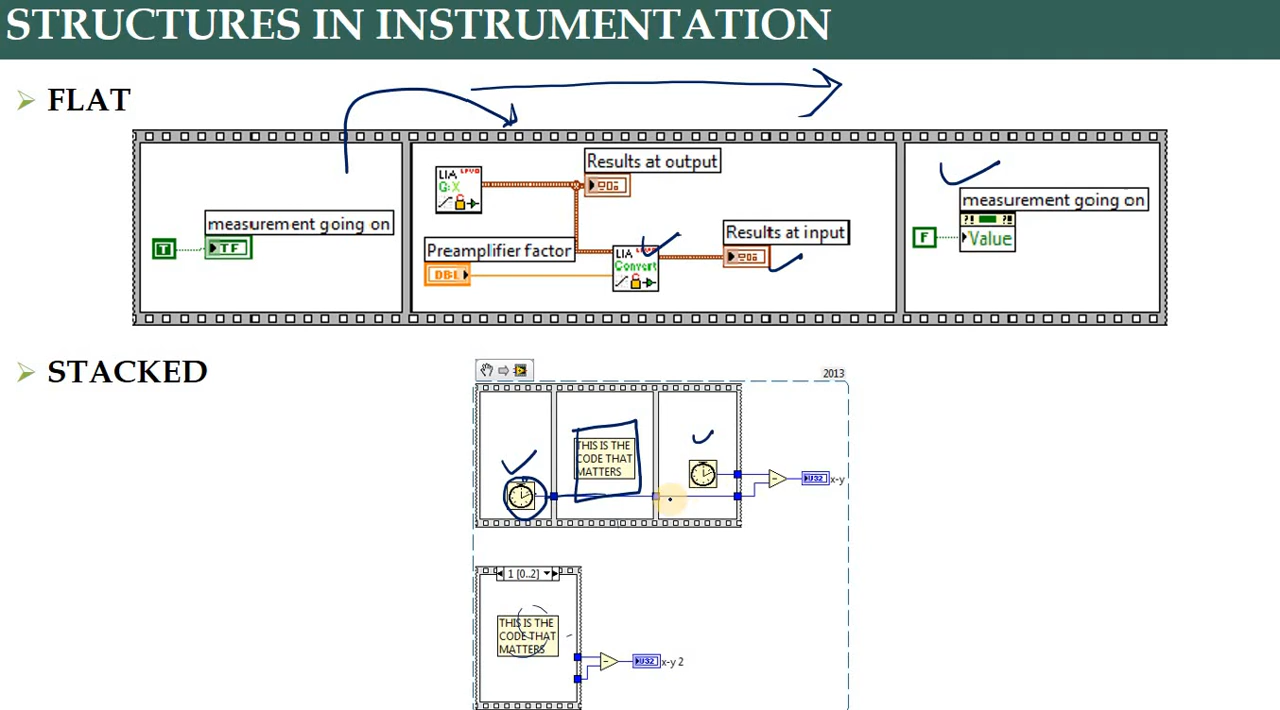 STRUCTURES IN INSTRUMENTATION
FLAT
measurement going on
T
TF
LIA
G:X
Results at output
Preamplifier factor
DBL
LIA
Convert
Results at input
measurement going on
F
?!
?!
Value
STACKED
2013
THIS IS THE
CODE THAT
MATTERS
U32
x-y
1 [0..2]
THIS IS THE
CODE THAT
MATTERS
U32
x-y 2